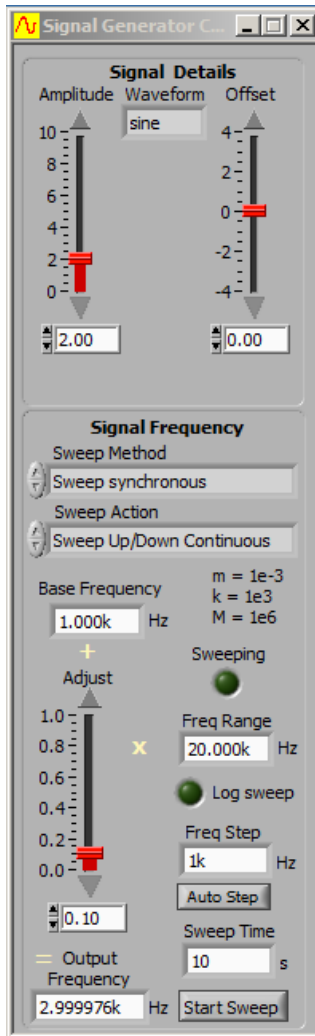 Signal Generator C...
Signal Details
Amplitude Waveform Offset
sine
10
8
6
4
2
0
4
2
0
-2
-4
2.00
0.00
Signal Frequency
Sweep Method
Sweep synchronous
Sweep Action
Sweep Up/Down Continuous
Base Frequency
1.000k Hz
m = 1e-3
k = 1e3
M = 1e6
+
Adjust
1.0
0.8
0.6
0.4
0.2
0.0
0.10
x
Sweeping
Freq Range
20.000k Hz
Log sweep
Freq Step
1k Hz
Auto Step
Sweep Time
10 s
= Output
Frequency
2.999976k Hz
Start Sweep